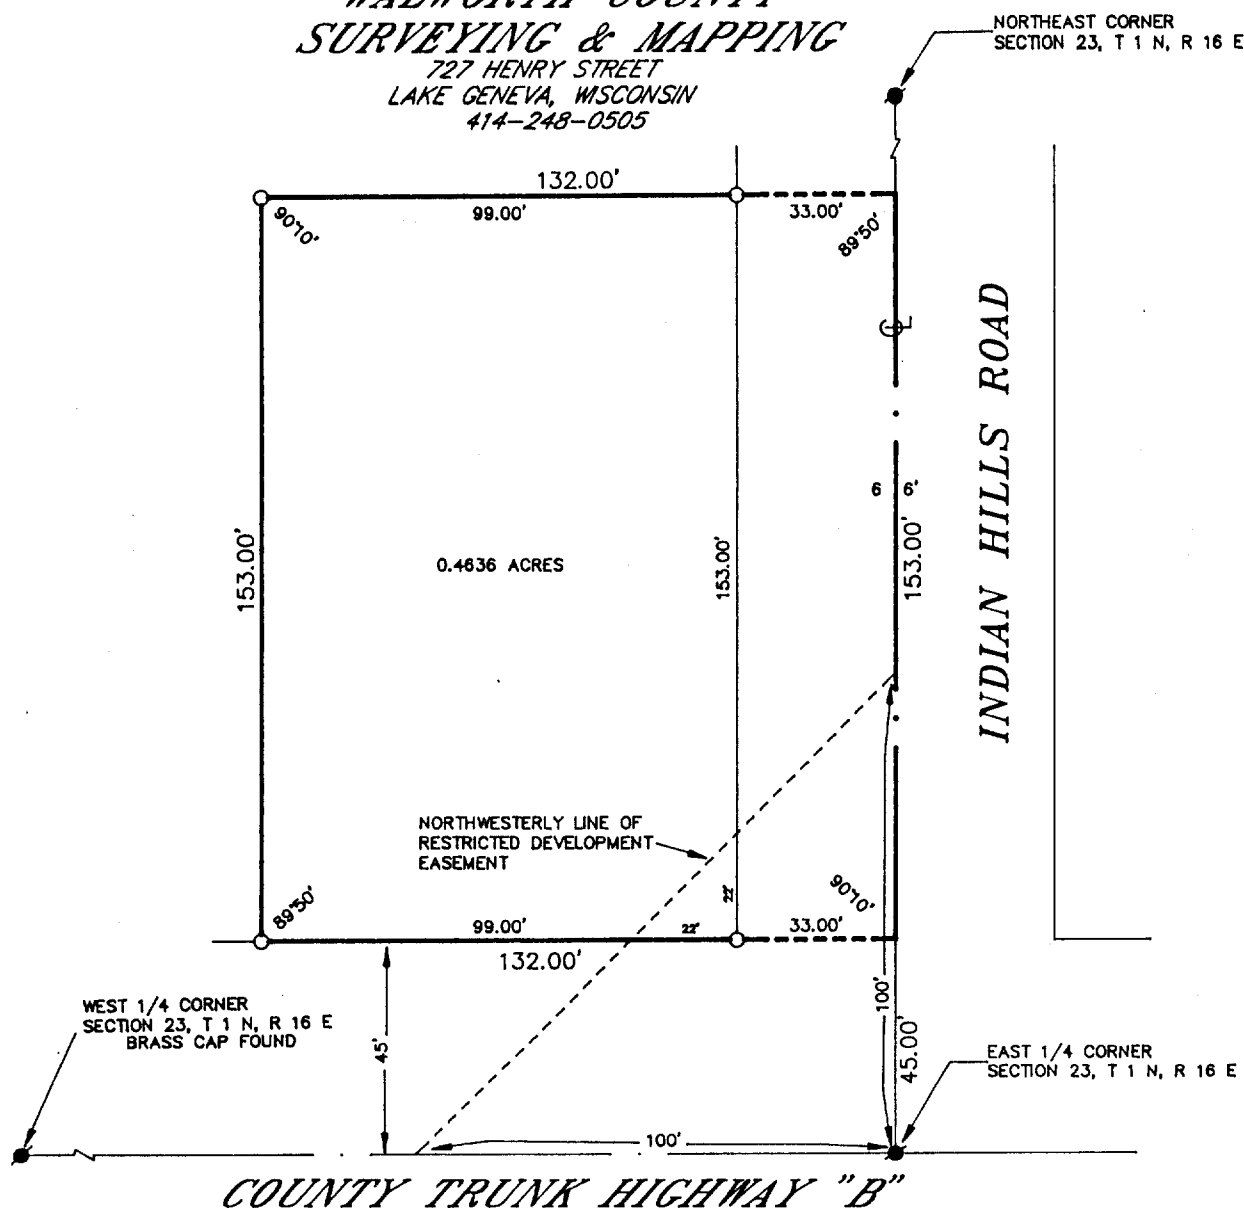 WALWORTH COUNTY
SURVEYING & MAPPING
727 HENRY STREET
LAKE GENEVA, WISCONSIN
414-248-0505
NORTHEAST CORNER
SECTION 23, T 1 N, R 16 E
132.00'
99.00'
33.00'
90°10'
89°50'
INDIAN HILLS ROAD
6 6'
153.00'
153.00'
153.00'
0.4636 ACRES
NORTHWESTERLY LINE OF
RESTRICTED DEVELOPMENT
EASEMENT
22'
90°10'
89°50'
99.00'
22'
33.00'
132.00'
WEST 1/4 CORNER
SECTION 23, T 1 N, R 16 E
BRASS CAP FOUND
45'
100'
45.00'
EAST 1/4 CORNER
SECTION 23, T 1 N, R 16 E
100'
COUNTY TRUNK HIGHWAY "B"